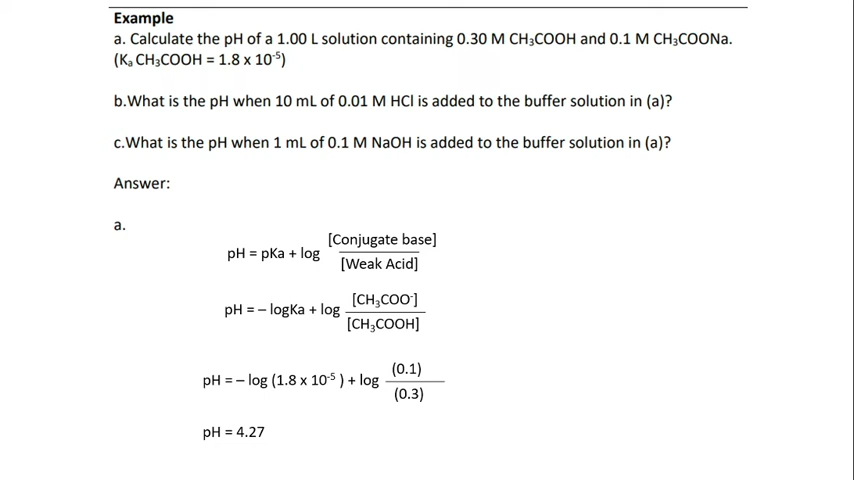 Example
a. Calculate the pH of a 1.00 L solution containing 0.30 M CH₃COOH and 0.1 M CH₃COONa.
(Kₐ CH₃COOH = 1.8 x 10⁻⁵)
b.What is the pH when 10 mL of 0.01 M HCl is added to the buffer solution in (a)?
c.What is the pH when 1 mL of 0.1 M NaOH is added to the buffer solution in (a)?
Answer:
a.
[Conjugate base]
pH = pKa + log
[Weak Acid]
[CH₃COO⁻]
pH = – logKa + log
[CH₃COOH]
(0.1)
pH = – log (1.8 x 10⁻⁵ ) + log
(0.3)
pH = 4.27